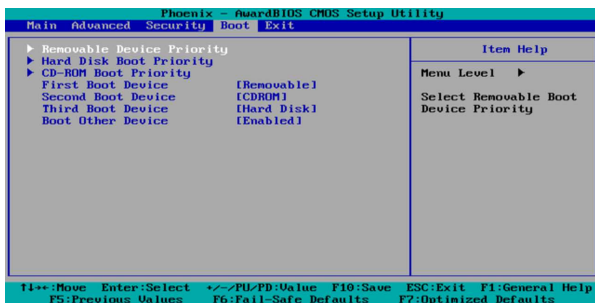 Phoenix - AwardBIOS CMOS Setup Utility
Main Advanced Security Boot Exit
Removable Device Priority
Hard Disk Boot Priority
CD-ROM Boot Priority
First Boot Device [Removable]
Second Boot Device [CDROM]
Third Boot Device [Hard Disk]
Boot Other Device [Enabled]
Item Help
Menu Level ▶
Select Removable Boot
Device Priority
↑↓→←:Move Enter:Select +/-/PU/PD:Value F10:Save ESC:Exit F1:General Help
F5:Previous Values F6:Fail-Safe Defaults F7:Optimized Defaults